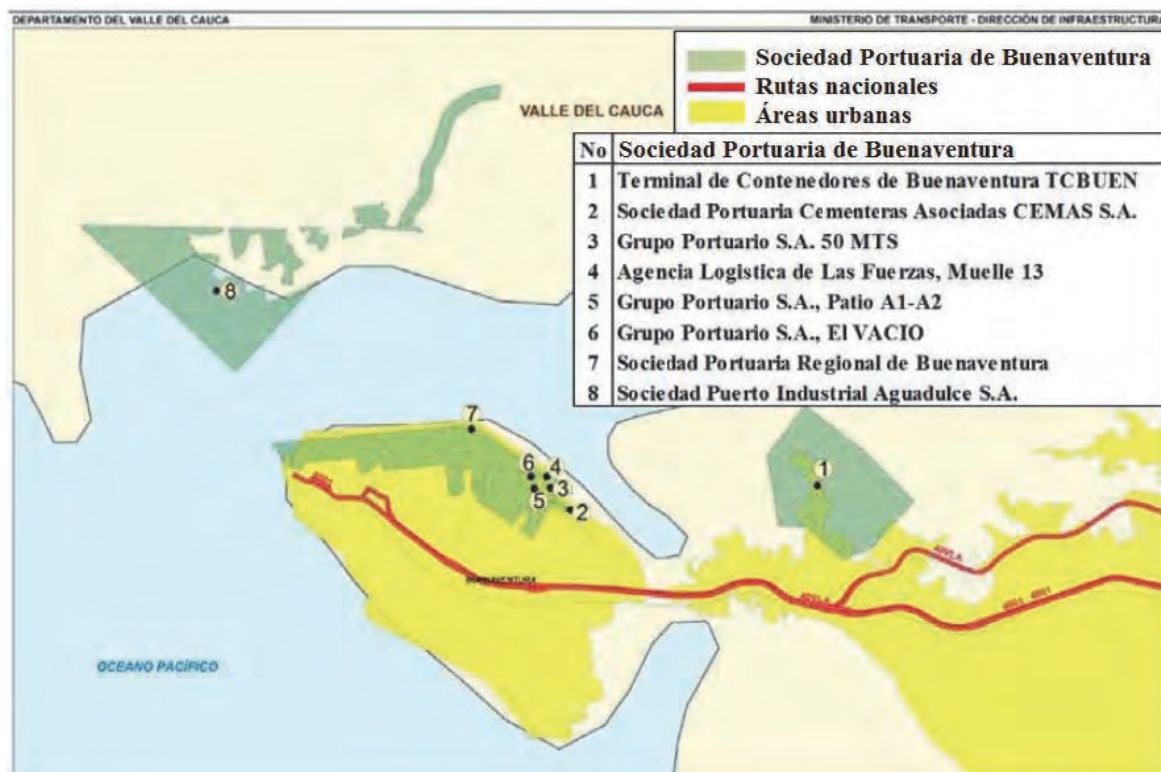 DEPARTAMENTO DEL VALLE DEL CAUCA
MINISTERIO DE TRANSPORTE - DIRECCIÓN DE INFRAESTRUCTURA
Sociedad Portuaria de Buenaventura
Rutas nacionales
Áreas urbanas
VALLE DEL CAUCA
No Sociedad Portuaria de Buenaventura
1 Terminal de Contenedores de Buenaventura TCBUEN
2 Sociedad Portuaria Cementeras Asociadas CEMAS S.A.
3 Grupo Portuario S.A. 50 MTS
4 Agencia Logistica de Las Fuerzas, Muelle 13
5 Grupo Portuario S.A., Patio A1-A2
6 Grupo Portuario S.A., El VACIO
7 Sociedad Portuaria Regional de Buenaventura
8 Sociedad Puerto Industrial Aguadulce S.A.
8
7
6
4
5
3
2
1
BUENAVENTURA
OCEANO PACÍFICO